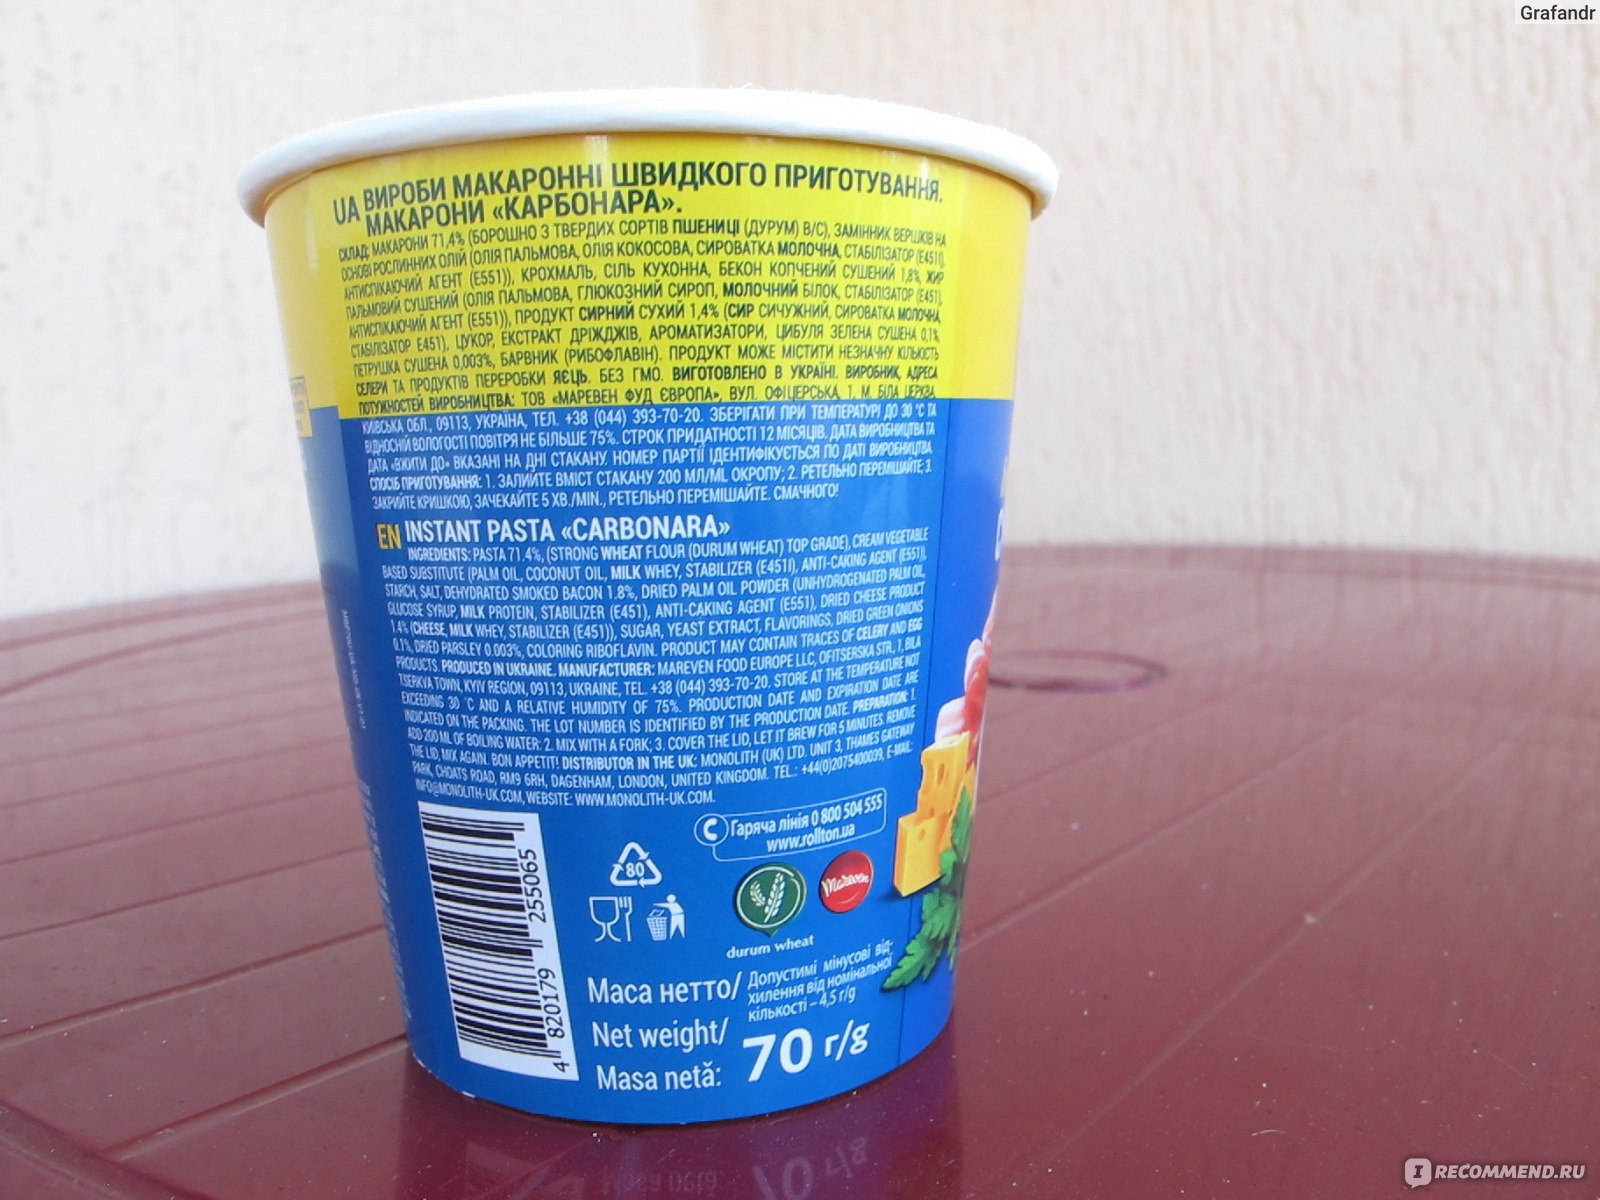 Grafandr
UA ВИРОБИ МАКАРОННІ ШВИДКОГО ПРИГОТУВАННЯ.
МАКАРОНИ «КАРБОНАРА».
СКЛАД: МАКАРОНИ 71,4% (БОРОШНО З ТВЕРДИХ СОРТІВ ПШЕНИЦІ (ДУРУМ) В/С), ЗАМІННИК ВЕРШКІВ НА
ОСНОВІ РОСЛИННИХ ОЛІЙ (ОЛІЯ ПАЛЬМОВА, ОЛІЯ КОКОСОВА, СИРОВАТКА МОЛОЧНА, СТАБІЛІЗАТОР (E451I),
АНТИСПІКАЮЧИЙ АГЕНТ (E551)), КРОХМАЛЬ, СІЛЬ КУХОННА, БЕКОН КОПЧЕНИЙ СУШЕНИЙ 1,8%, ЖИР
ПАЛЬМОВИЙ СУШЕНИЙ (ОЛІЯ ПАЛЬМОВА, ГЛЮКОЗНИЙ СИРОП, МОЛОЧНИЙ БІЛОК, СТАБІЛІЗАТОР (E451),
АНТИСПІКАЮЧИЙ АГЕНТ (E551)), ПРОДУКТ СИРНИЙ СУХИЙ 1,4% (СИР СИЧУЖНИЙ, СИРОВАТКА МОЛОЧНА,
СТАБІЛІЗАТОР E451), ЦУКОР, ЕКСТРАКТ ДРІЖДЖІВ, АРОМАТИЗАТОРИ, ЦИБУЛЯ ЗЕЛЕНА СУШЕНА 0,1%,
ПЕТРУШКА СУШЕНА 0,003%, БАРВНИК (РИБОФЛАВІН). ПРОДУКТ МОЖЕ МІСТИТИ НЕЗНАЧНУ КІЛЬКІСТЬ
СЕЛЕРИ ТА ПРОДУКТІВ ПЕРЕРОБКИ ЯЄЦЬ. БЕЗ ГМО. ВИГОТОВЛЕНО В УКРАЇНІ. ВИРОБНИК, АДРЕСА
ПОТУЖНОСТЕЙ ВИРОБНИЦТВА: ТОВ «МАРЕВЕН ФУД ЄВРОПА», ВУЛ. ОФІЦЕРСЬКА, 1, М. БІЛА ЦЕРКВА,
КИЇВСЬКА ОБЛ., 09113, УКРАЇНА, ТЕЛ. +38 (044) 393-70-20. ЗБЕРІГАТИ ПРИ ТЕМПЕРАТУРІ ДО 30 °C ТА
ВІДНОСНІЙ ВОЛОГОСТІ ПОВІТРЯ НЕ БІЛЬШЕ 75%. СТРОК ПРИДАТНОСТІ 12 МІСЯЦІВ. ДАТА ВИРОБНИЦТВА ТА
ДАТА «ВЖИТИ ДО» ВКАЗАНІ НА ДНІ СТАКАНУ. НОМЕР ПАРТІЇ ІДЕНТИФІКУЄТЬСЯ ПО ДАТІ ВИРОБНИЦТВА.
СПОСІБ ПРИГОТУВАННЯ: 1. ЗАЛИЙТЕ ВМІСТ СТАКАНУ 200 МЛ/ML ОКРОПУ; 2. РЕТЕЛЬНО ПЕРЕМІШАЙТЕ; 3.
ЗАКРИЙТЕ КРИШКОЮ, ЗАЧЕКАЙТЕ 5 ХВ./MIN., РЕТЕЛЬНО ПЕРЕМІШАЙТЕ. СМАЧНОГО!
EN INSTANT PASTA «CARBONARA»
INGREDIENTS: PASTA 71.4%, (STRONG WHEAT FLOUR (DURUM WHEAT) TOP GRADE), CREAM VEGETABLE
BASED SUBSTITUTE (PALM OIL, COCONUT OIL, MILK WHEY, STABILIZER (E451I), ANTI-CAKING AGENT (E551)),
STARCH, SALT, DEHYDRATED SMOKED BACON 1.8%, DRIED PALM OIL POWDER (UNHYDROGENATED PALM OIL,
GLUCOSE SYRUP, MILK PROTEIN, STABILIZER (E451), ANTI-CAKING AGENT (E551), DRIED CHEESE PRODUCT
1.4% (CHEESE, MILK WHEY, STABILIZER (E451)), SUGAR, YEAST EXTRACT, FLAVORINGS, DRIED GREEN ONIONS
0.1%, DRIED PARSLEY 0.003%, COLORING RIBOFLAVIN. PRODUCT MAY CONTAIN TRACES OF CELERY AND EGG
PRODUCTS. PRODUCED IN UKRAINE. MANUFACTURER: MAREVEN FOOD EUROPE LLC, OFITSERSKA STR., 1, BILA
TSERKVA TOWN, KYIV REGION, 09113, UKRAINE, TEL. +38 (044) 393-70-20. STORE AT THE TEMPERATURE NOT
EXCEEDING 30 °C AND A RELATIVE HUMIDITY OF 75%. PRODUCTION DATE AND EXPIRATION DATE ARE
INDICATED ON THE PACKING. THE LOT NUMBER IS IDENTIFIED BY THE PRODUCTION DATE. PREPARATION: 1.
ADD 200 ML OF BOILING WATER: 2. MIX WITH A FORK; 3. COVER THE LID, LET IT BREW FOR 5 MINUTES. REMOVE
THE LID, MIX AGAIN. BON APPETIT! DISTRIBUTOR IN THE UK: MONOLITH (UK) LTD. UNIT 3, THAMES GATEWAY
PARK, CHOATS ROAD, RM9 6RH, DAGENHAM, LONDON, UNITED KINGDOM. TEL.: +44(0)2075400039, E-MAIL:
INFO@MONOLITH-UK.COM, WEBSITE: WWW.MONOLITH-UK.COM.
Гаряча лінія 0 800 504 555
www.rollton.ua
80
Mareven
durum wheat
4 820179 255065
Маса нетто/
Net weight/
Masa netă:
70 г/g
Допустимі мінусові від-
хилення від номінальної
кількості – 4,5 г/g
IRECOMMEND.RU